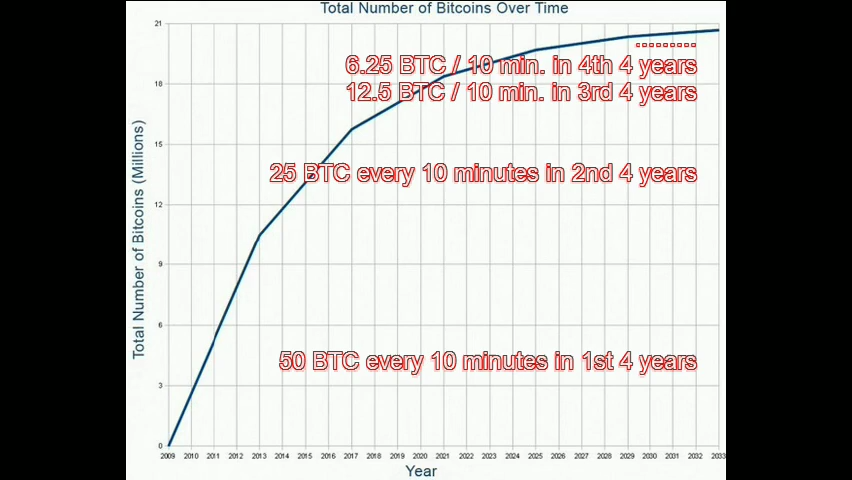 Total Number of Bitcoins Over Time
21
6.25 BTC / 10 min. in 4th 4 years
18
12.5 BTC / 10 min. in 3rd 4 years
15
25 BTC every 10 minutes in 2nd 4 years
12
9
6
50 BTC every 10 minutes in 1st 4 years
3
0
Total Number of Bitcoins (Millions)
2009 2010 2011 2012 2013 2014 2015 2016 2017 2018 2019 2020 2021 2022 2023 2024 2025 2026 2027 2028 2029 2030 2031 2032 2033
Year